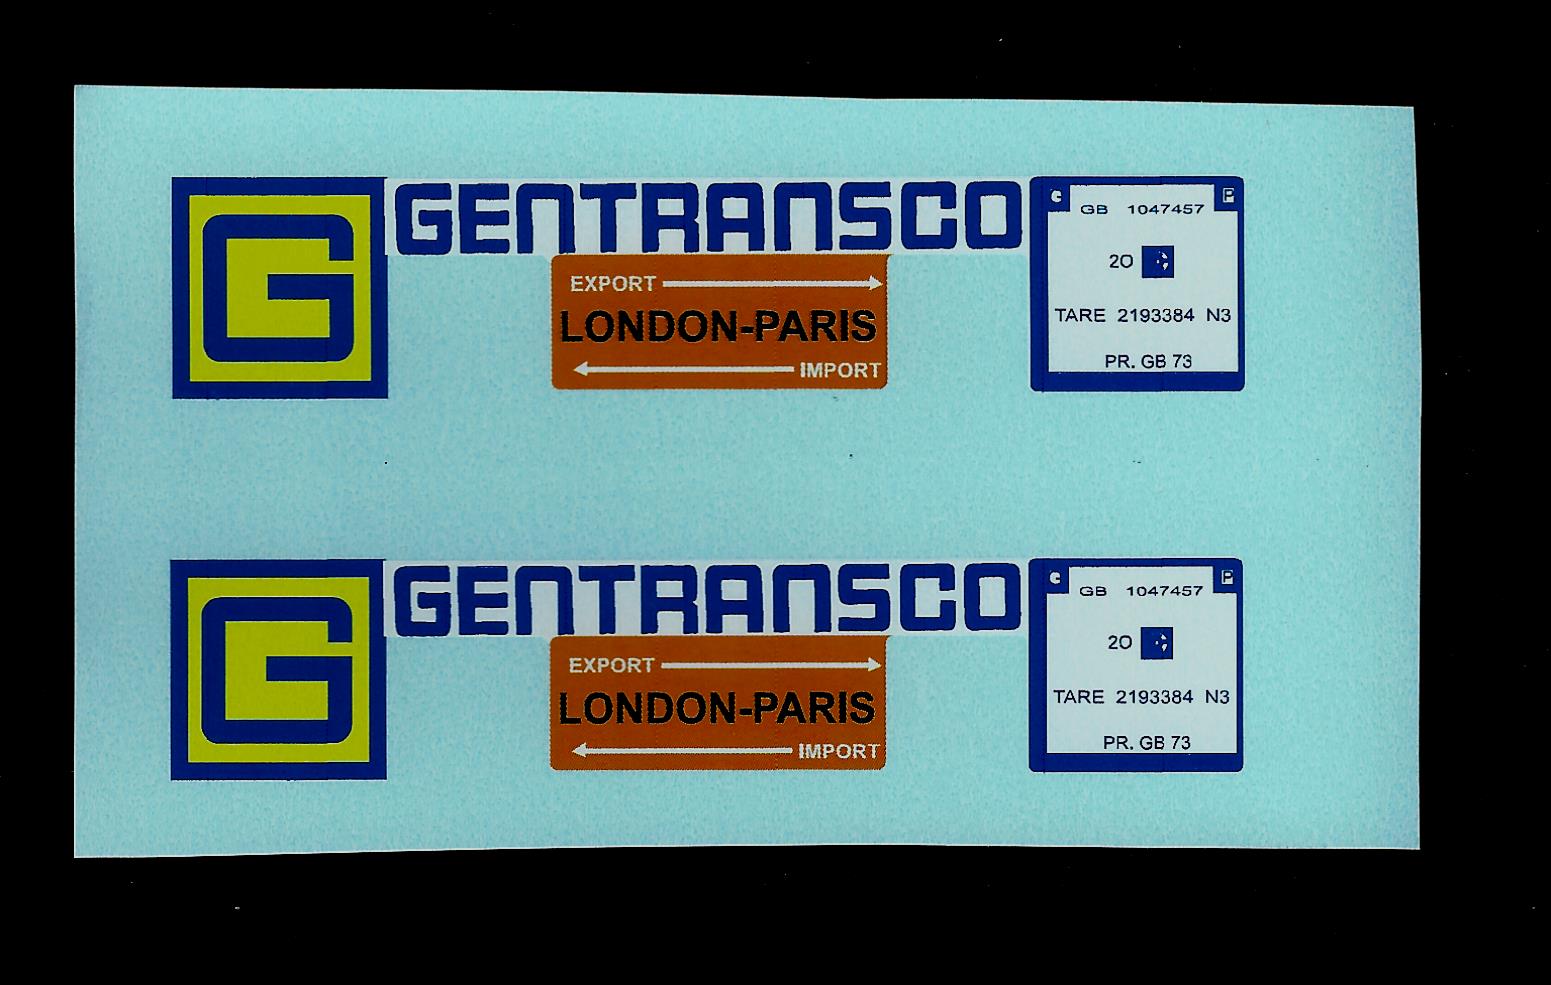 G GENTRANSCO
EXPORT
LONDON-PARIS
IMPORT
G P
GB 1047457
20
TARE 2193384 N3
PR. GB 73
G GENTRANSCO
EXPORT
LONDON-PARIS
IMPORT
G P
GB 1047457
20
TARE 2193384 N3
PR. GB 73